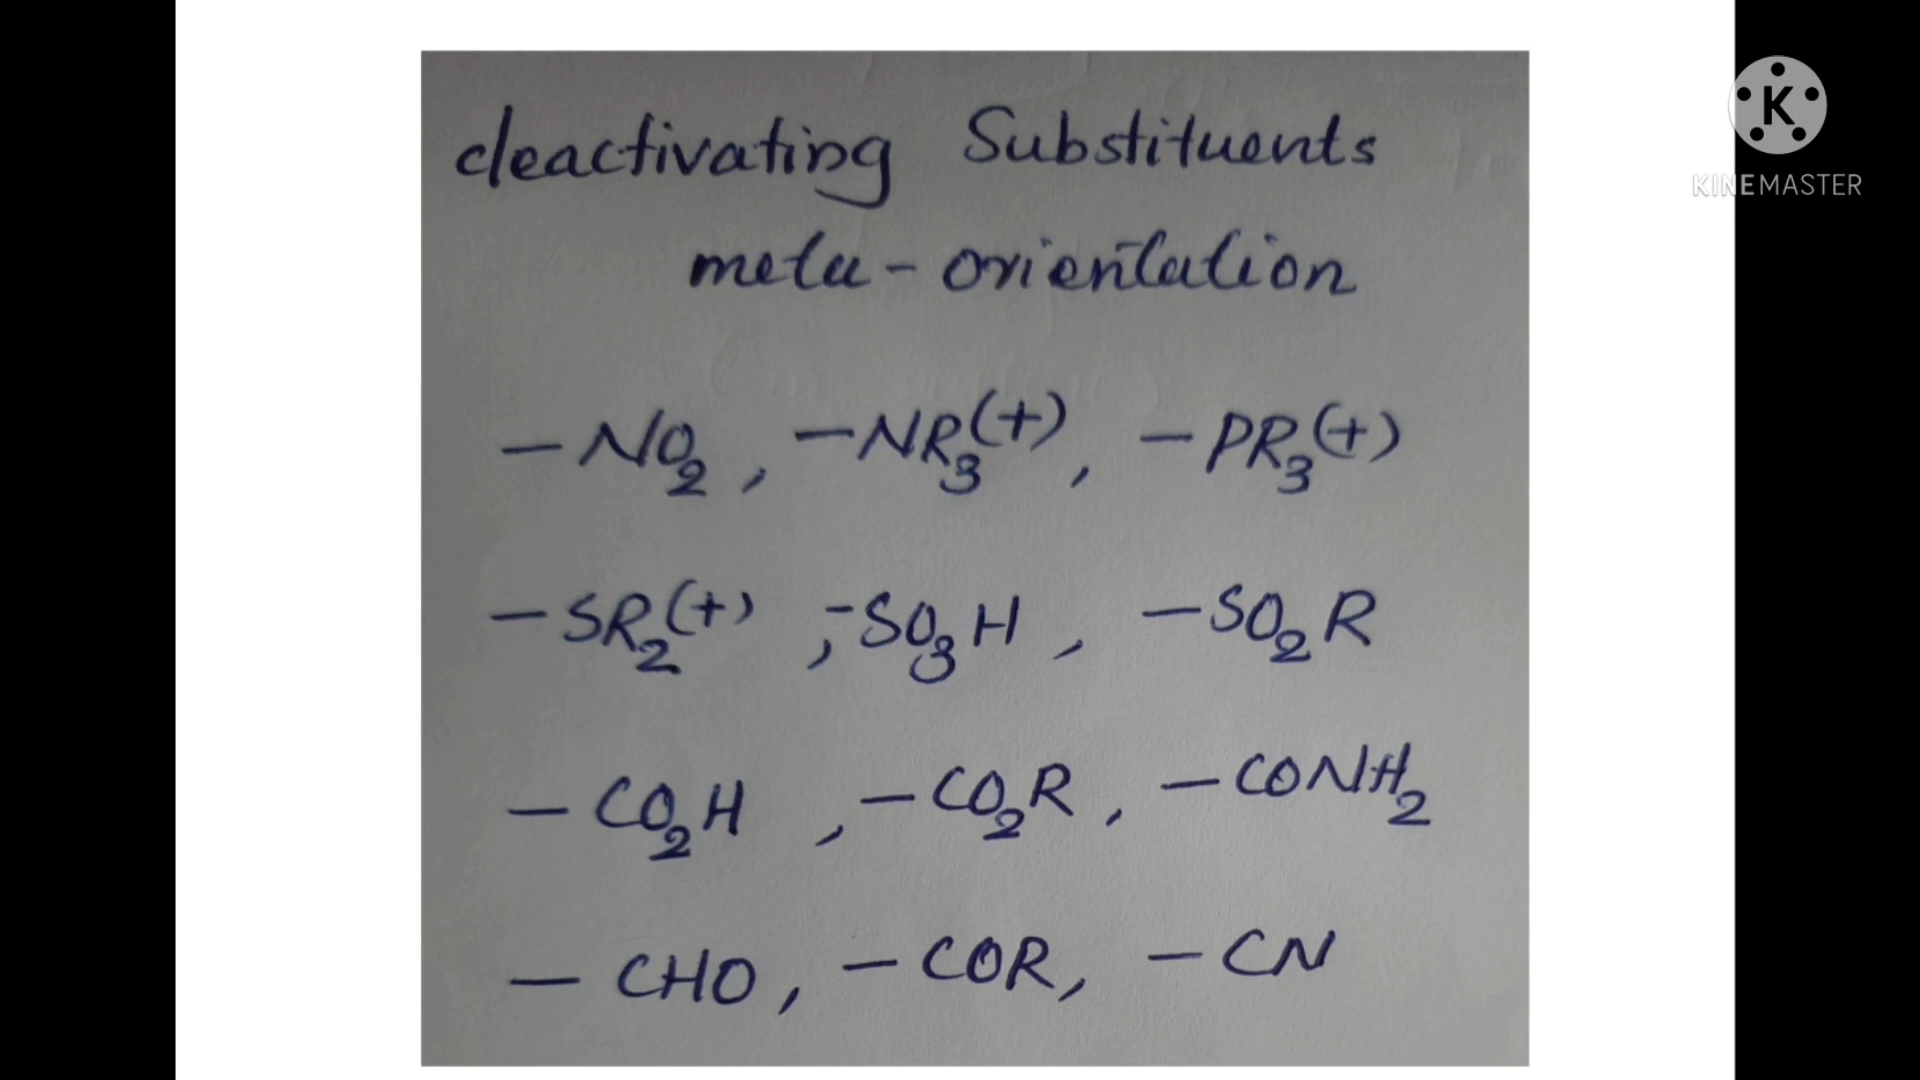 deactivating Substituents
meta-orientation
-NO₂, -NR₃(+), -PR₃(+)
-SR₂(+), -SO₃H, -SO₂R
-CO₂H, -CO₂R, -CONH₂
-CHO, -COR, -CN
K
KINEMASTER